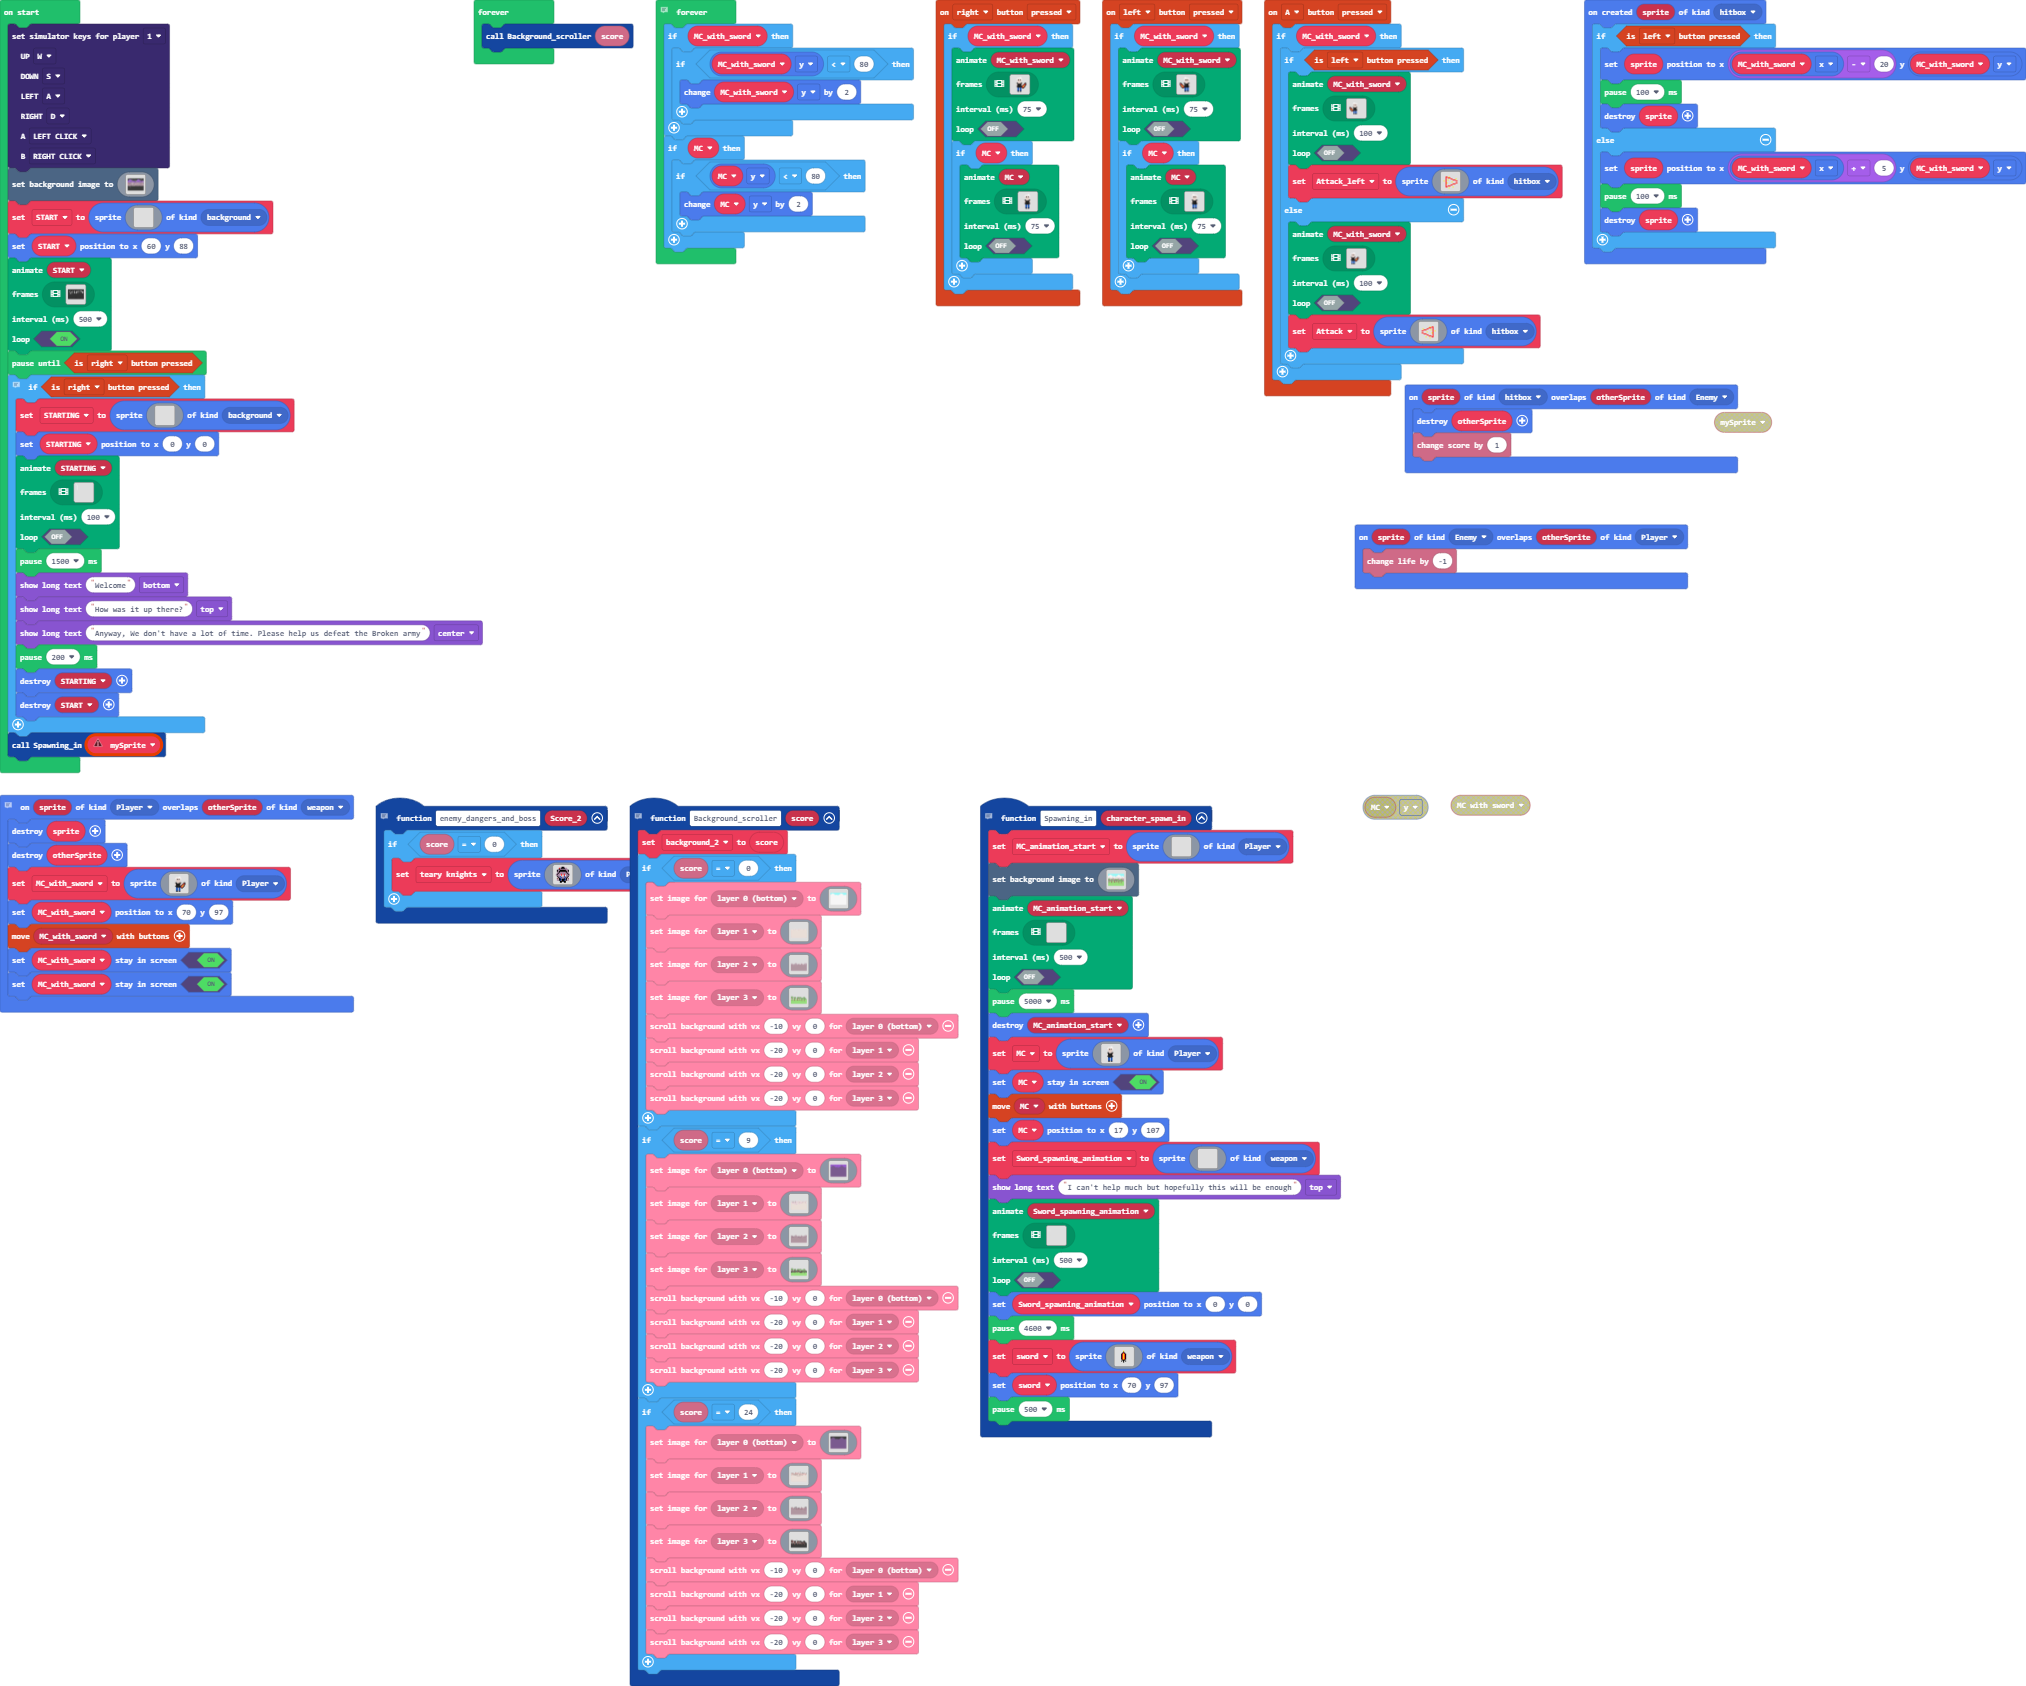 on start
set simulator keys for player 1
UP W
DOWN S
LEFT A
RIGHT D
A LEFT CLICK
B RIGHT CLICK
set background image to
set START to sprite of kind background
set START position to x 60 y 88
animate START
frames
interval (ms) 500
loop ON
pause until is right button pressed
if is right button pressed then
set STARTING to sprite of kind background
set STARTING position to x 0 y 0
animate STARTING
frames
interval (ms) 100
loop OFF
pause 1500 ms
show long text "Welcome" bottom
show long text "How was it up there?" top
show long text "Anyway, We don't have a lot of time. Please help us defeat the Broken army" center
pause 200 ms
destroy STARTING
destroy START
call Spawning_in mySprite
forever
call Background_scroller score
forever
if MC_with_sword then
if MC_with_sword y < 80 then
change MC_with_sword y by 2
if MC then
if MC y < 80 then
change MC y by 2
on right button pressed
if MC_with_sword then
animate MC_with_sword
frames
interval (ms) 75
loop OFF
if MC then
animate MC
frames
interval (ms) 75
loop OFF
on left button pressed
if MC_with_sword then
animate MC_with_sword
frames
interval (ms) 75
loop OFF
if MC then
animate MC
frames
interval (ms) 75
loop OFF
on A button pressed
if MC_with_sword then
if is left button pressed then
animate MC_with_sword
frames
interval (ms) 100
loop OFF
set Attack_left to sprite of kind hitbox
else
animate MC_with_sword
frames
interval (ms) 100
loop OFF
set Attack to sprite of kind hitbox
on created sprite of kind hitbox
if is left button pressed then
set sprite position to x MC_with_sword x - 20 y MC_with_sword y
pause 100 ms
destroy sprite
else
set sprite position to x MC_with_sword x + 5 y MC_with_sword y
pause 100 ms
destroy sprite
on sprite of kind hitbox overlaps otherSprite of kind Enemy
destroy otherSprite
change score by 1
mySprite
on sprite of kind Enemy overlaps otherSprite of kind Player
change life by -1
on sprite of kind Player overlaps otherSprite of kind weapon
destroy sprite
destroy otherSprite
set MC_with_sword to sprite of kind Player
set MC_with_sword position to x 70 y 97
move MC_with_sword with buttons
set MC_with_sword stay in screen ON
set MC_with_sword stay in screen ON
function enemy_dangers_and_boss Score_2
if score = 0 then
set teary knights to sprite of kind P
function Background_scroller score
set background_2 to score
if score = 0 then
set image for layer 0 (bottom) to
set image for layer 1 to
set image for layer 2 to
set image for layer 3 to
scroll background with vx -10 vy 0 for layer 0 (bottom)
scroll background with vx -20 vy 0 for layer 1
scroll background with vx -20 vy 0 for layer 2
scroll background with vx -20 vy 0 for layer 3
if score = 9 then
set image for layer 0 (bottom) to
set image for layer 1 to
set image for layer 2 to
set image for layer 3 to
scroll background with vx -10 vy 0 for layer 0 (bottom)
scroll background with vx -20 vy 0 for layer 1
scroll background with vx -20 vy 0 for layer 2
scroll background with vx -20 vy 0 for layer 3
if score = 24 then
set image for layer 0 (bottom) to
set image for layer 1 to
set image for layer 2 to
set image for layer 3 to
scroll background with vx -10 vy 0 for layer 0 (bottom)
scroll background with vx -20 vy 0 for layer 1
scroll background with vx -20 vy 0 for layer 2
scroll background with vx -20 vy 0 for layer 3
function Spawning_in character_spawn_in
set MC_animation_start to sprite of kind Player
set background image to
animate MC_animation_start
frames
interval (ms) 500
loop OFF
pause 5000 ms
destroy MC_animation_start
set MC to sprite of kind Player
set MC stay in screen ON
move MC with buttons
set MC position to x 17 y 107
set Sword_spawning_animation to sprite of kind weapon
show long text "I can't help much but hopefully this will be enough" top
animate Sword_spawning_animation
frames
interval (ms) 500
loop OFF
set Sword_spawning_animation position to x 0 y 0
pause 4600 ms
set sword to sprite of kind weapon
set sword position to x 70 y 97
pause 500 ms
MC y
MC with sword